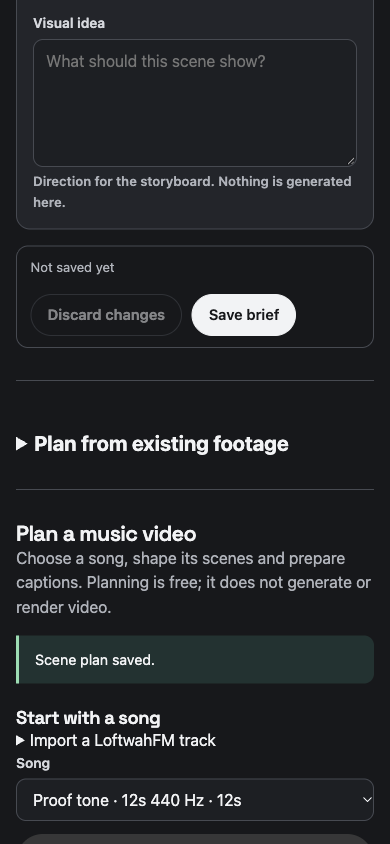 Visual idea
What should this scene show?
Direction for the storyboard. Nothing is generated
here.
Not saved yet
Discard changes
Save brief
Plan from existing footage
Plan a music video
Choose a song, shape its scenes and prepare
captions. Planning is free; it does not generate or
render video.
Scene plan saved.
Start with a song
Import a LoftwahFM track
Song
Proof tone · 12s 440 Hz · 12s